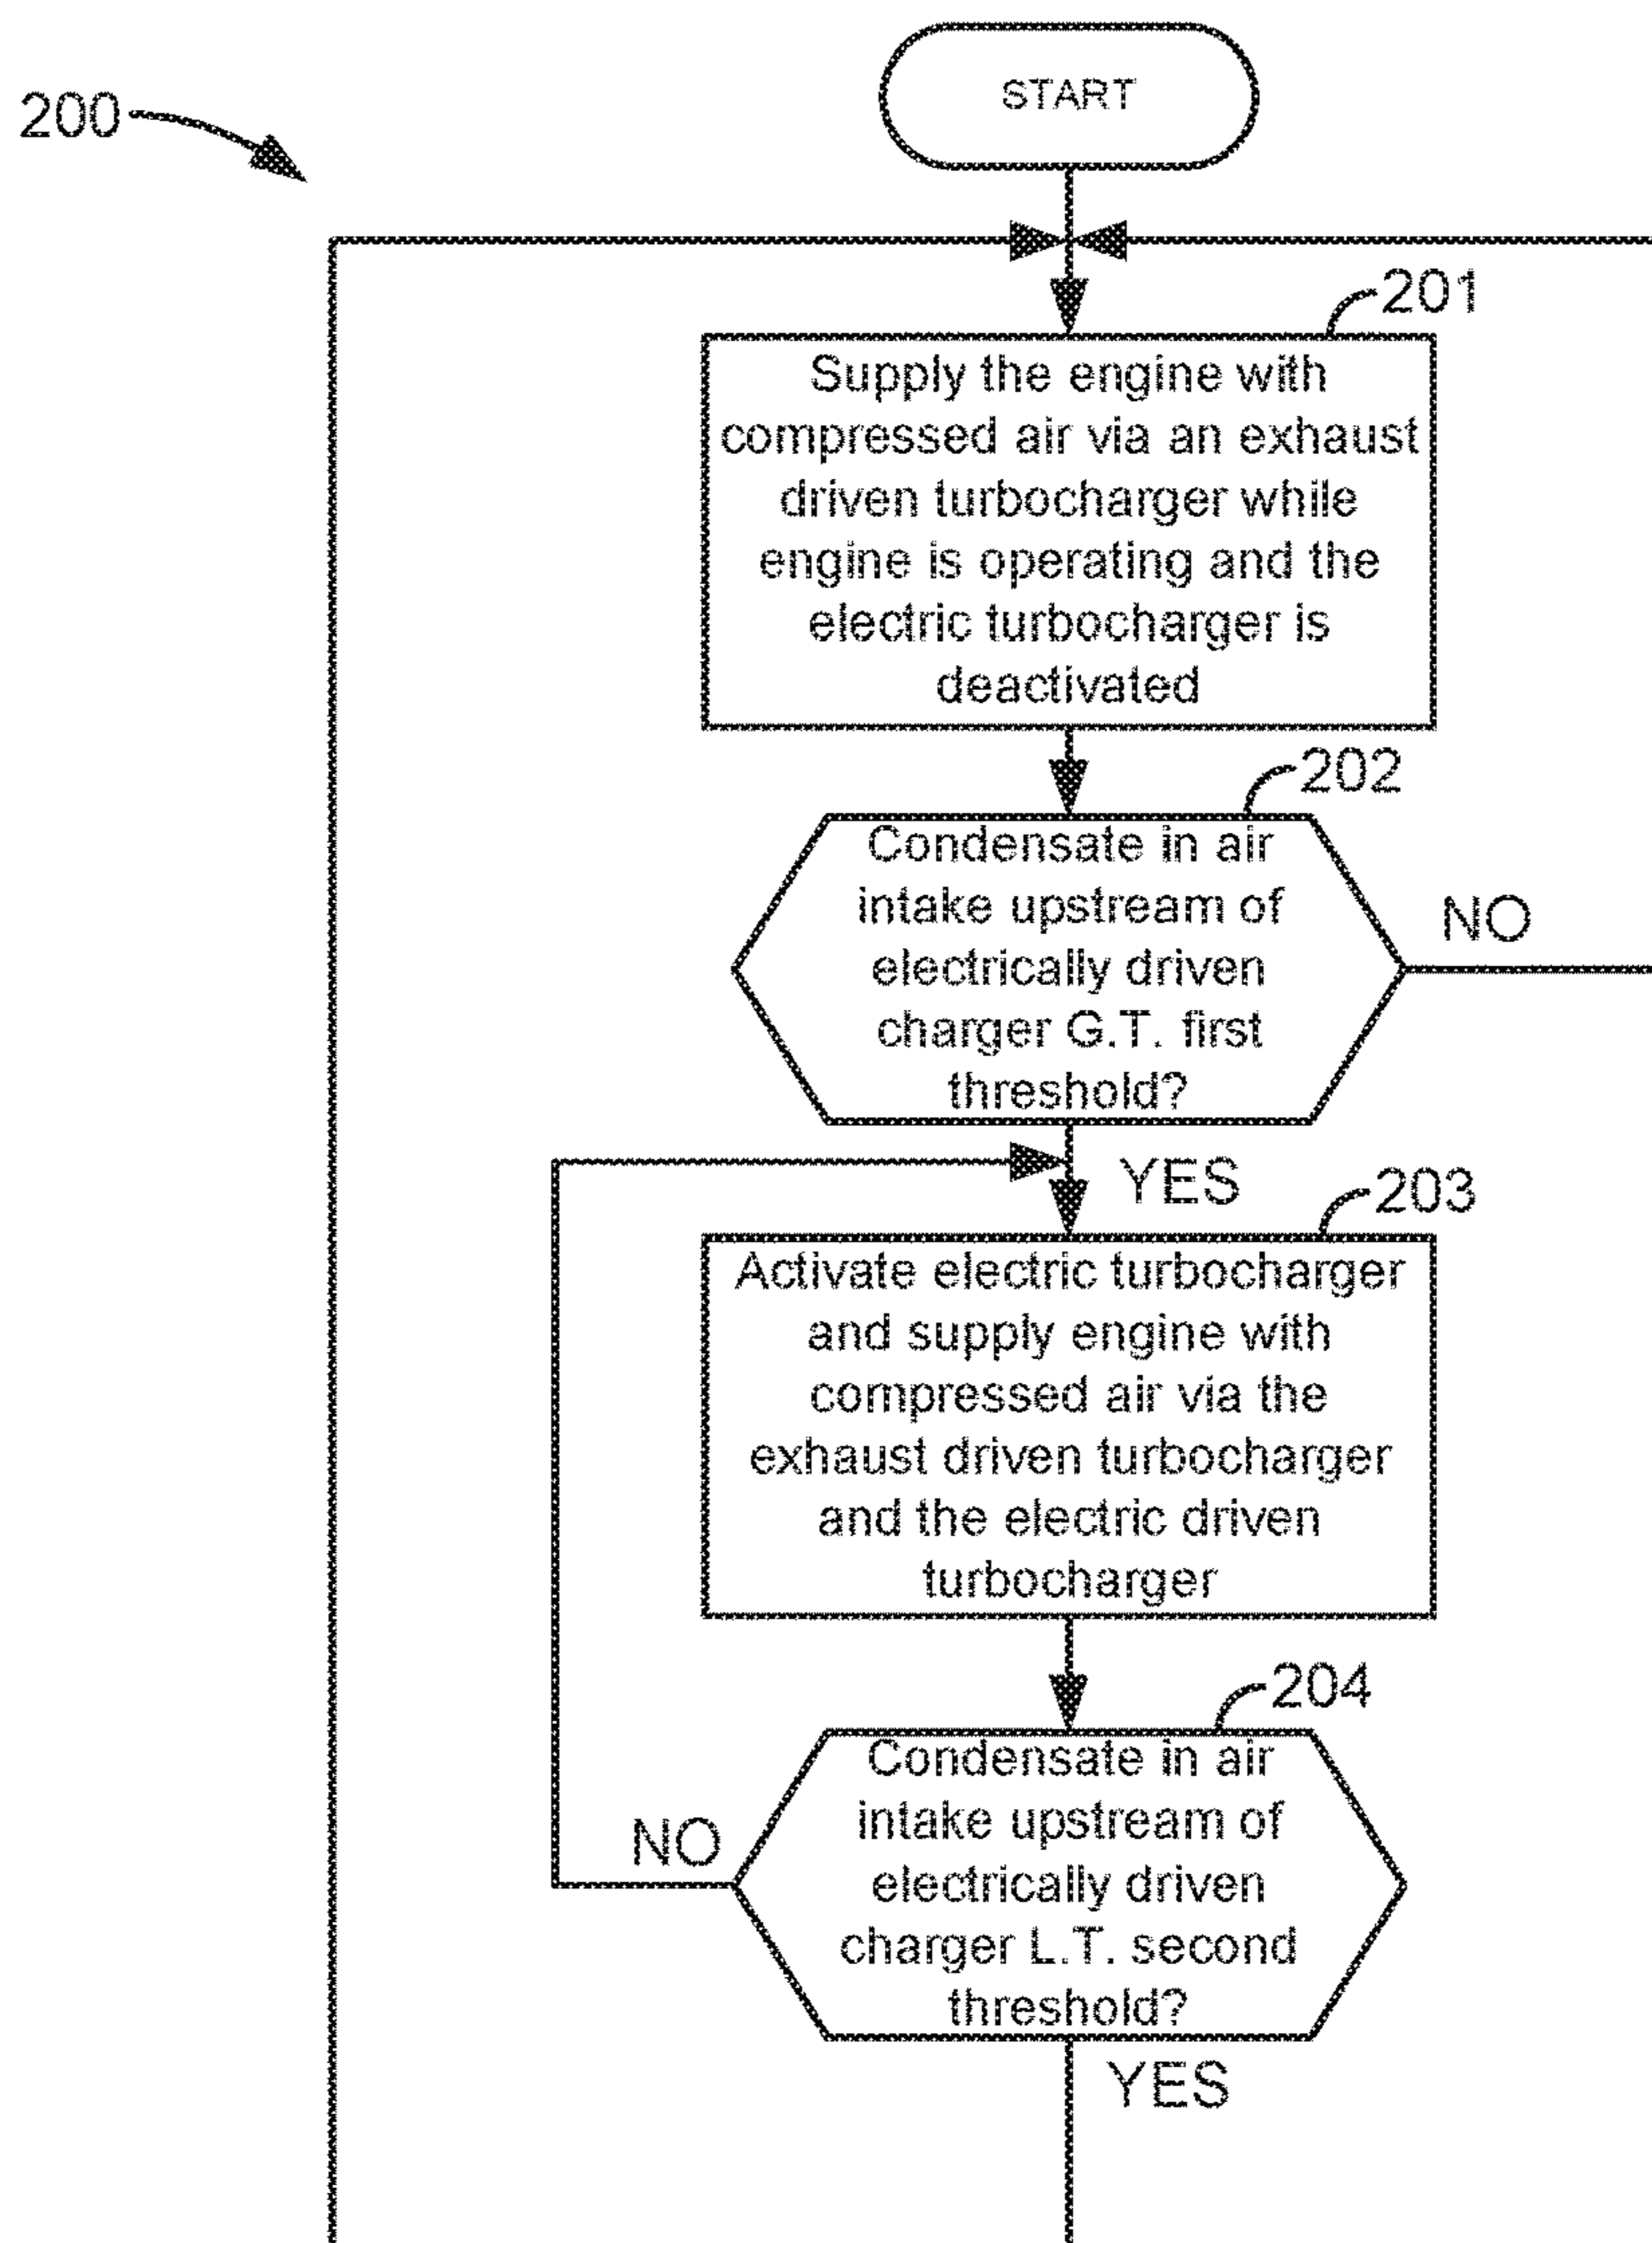 START
200
201
Supply the engine with
compressed air via an exhaust
driven turbocharger while
engine is operating and the
electric turbocharger is
deactivated
202
Condensate in air
intake upstream of
electrically driven
charger G.T. first
threshold?
NO
YES
203
Activate electric turbocharger
and supply engine with
compressed air via the
exhaust driven turbocharger
and the electric driven
turbocharger
204
Condensate in air
intake upstream of
electrically driven
charger L.T. second
threshold?
NO
YES